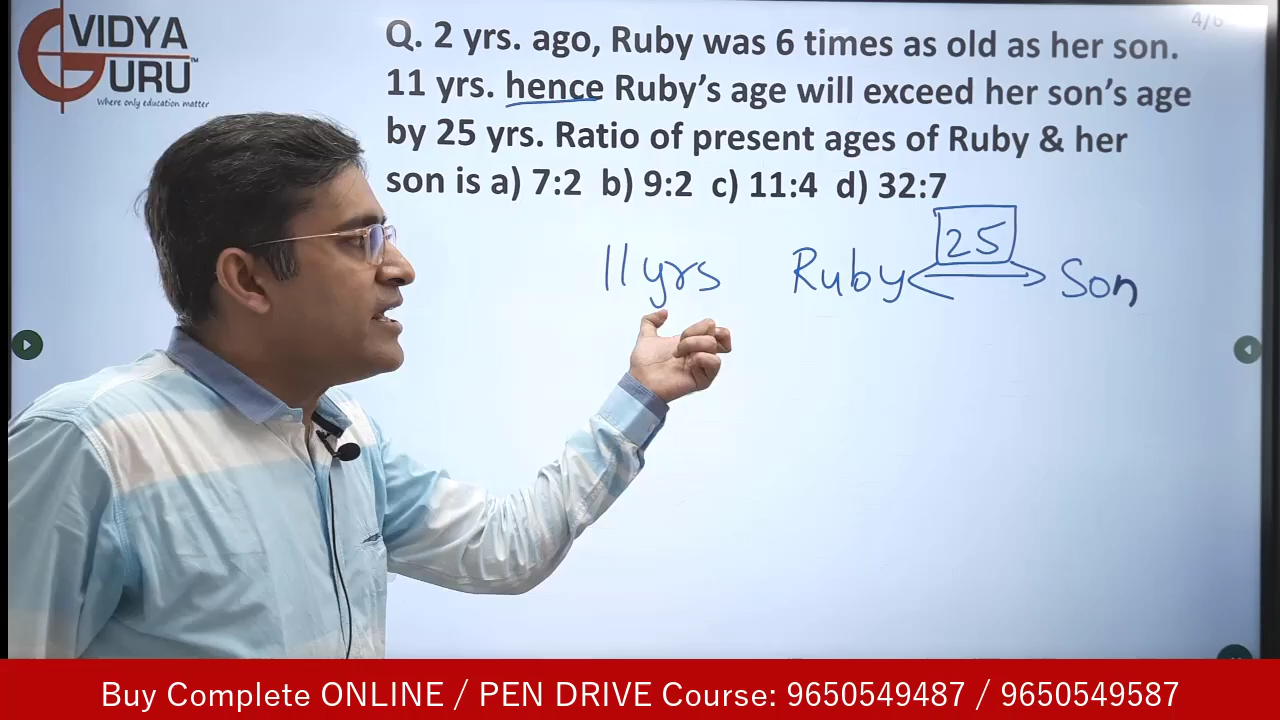 4/6
VIDYA
GURU™
Where only education matter
Q. 2 yrs. ago, Ruby was 6 times as old as her son.
11 yrs. hence Ruby's age will exceed her son's age
by 25 yrs. Ratio of present ages of Ruby & her
son is a) 7:2 b) 9:2 c) 11:4 d) 32:7
25
11yrs Ruby Son
Buy Complete ONLINE / PEN DRIVE Course: 9650549487 / 9650549587